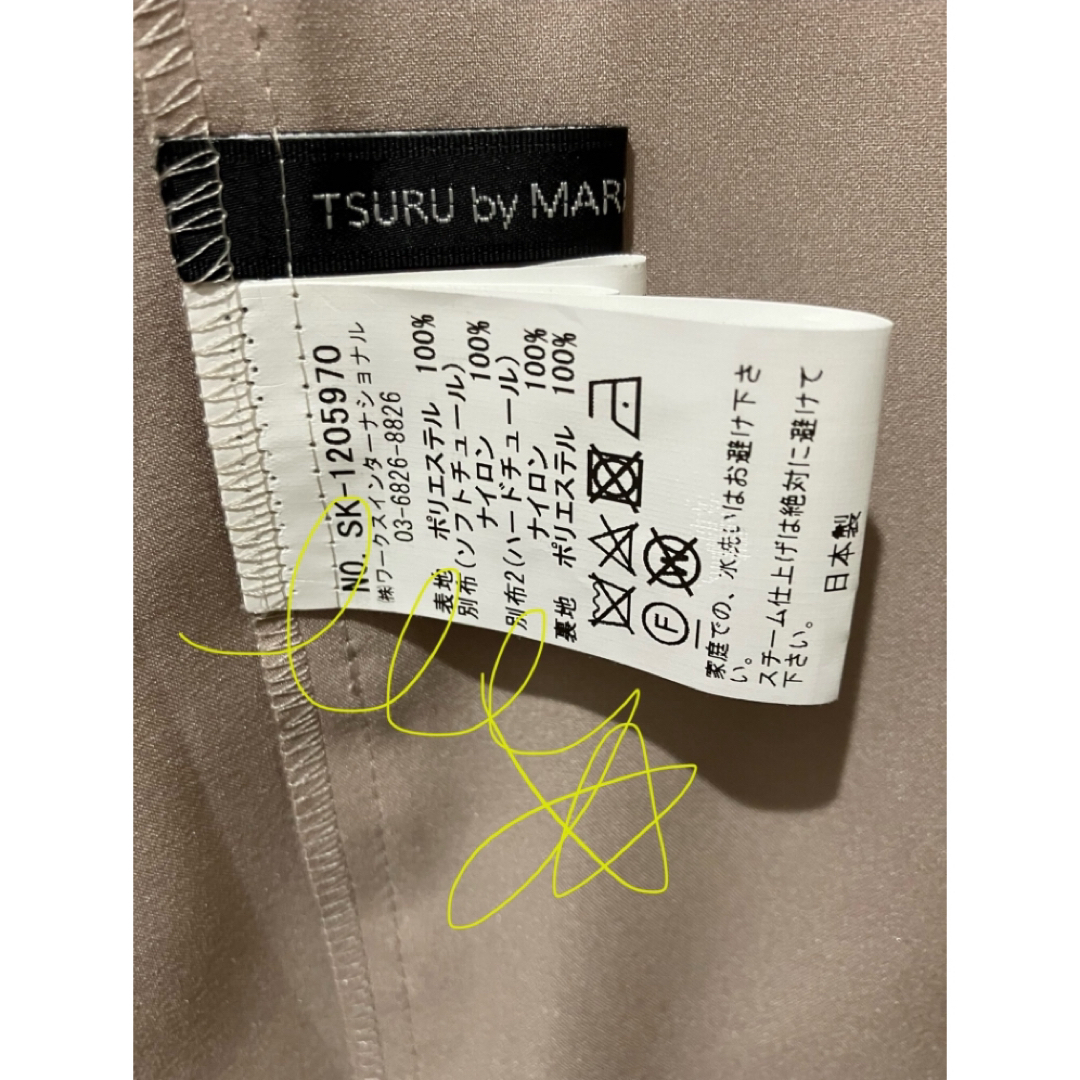 TSURU by MAR
NO. SK-1205970
㈱ワークスインターナショナル
03-6826-8826
表地 ポリエステル 100%
別布(ソフトチュール)
ナイロン 100%
別布2(ハードチュール)
ナイロン 100%
裏地 ポリエステル 100%
F
家庭での、水洗いはお避け下さ
い。
スチーム仕上げは絶対に避けて
下さい。
日本製